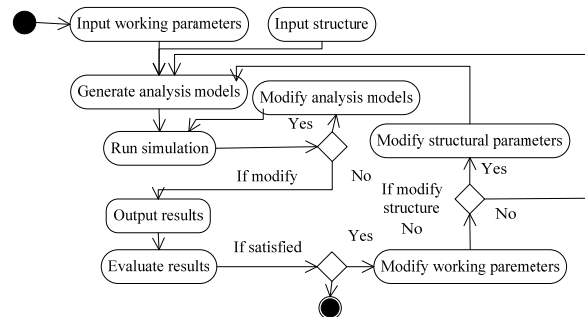 Input working parameters
Input structure
Generate analysis models
Modify analysis models
Yes
Run simulation
Modify structural parameters
If modify
No
Yes
If modify
structure
Output results
No
No
Yes
If satisfied
Evaluate results
Modify working paremeters